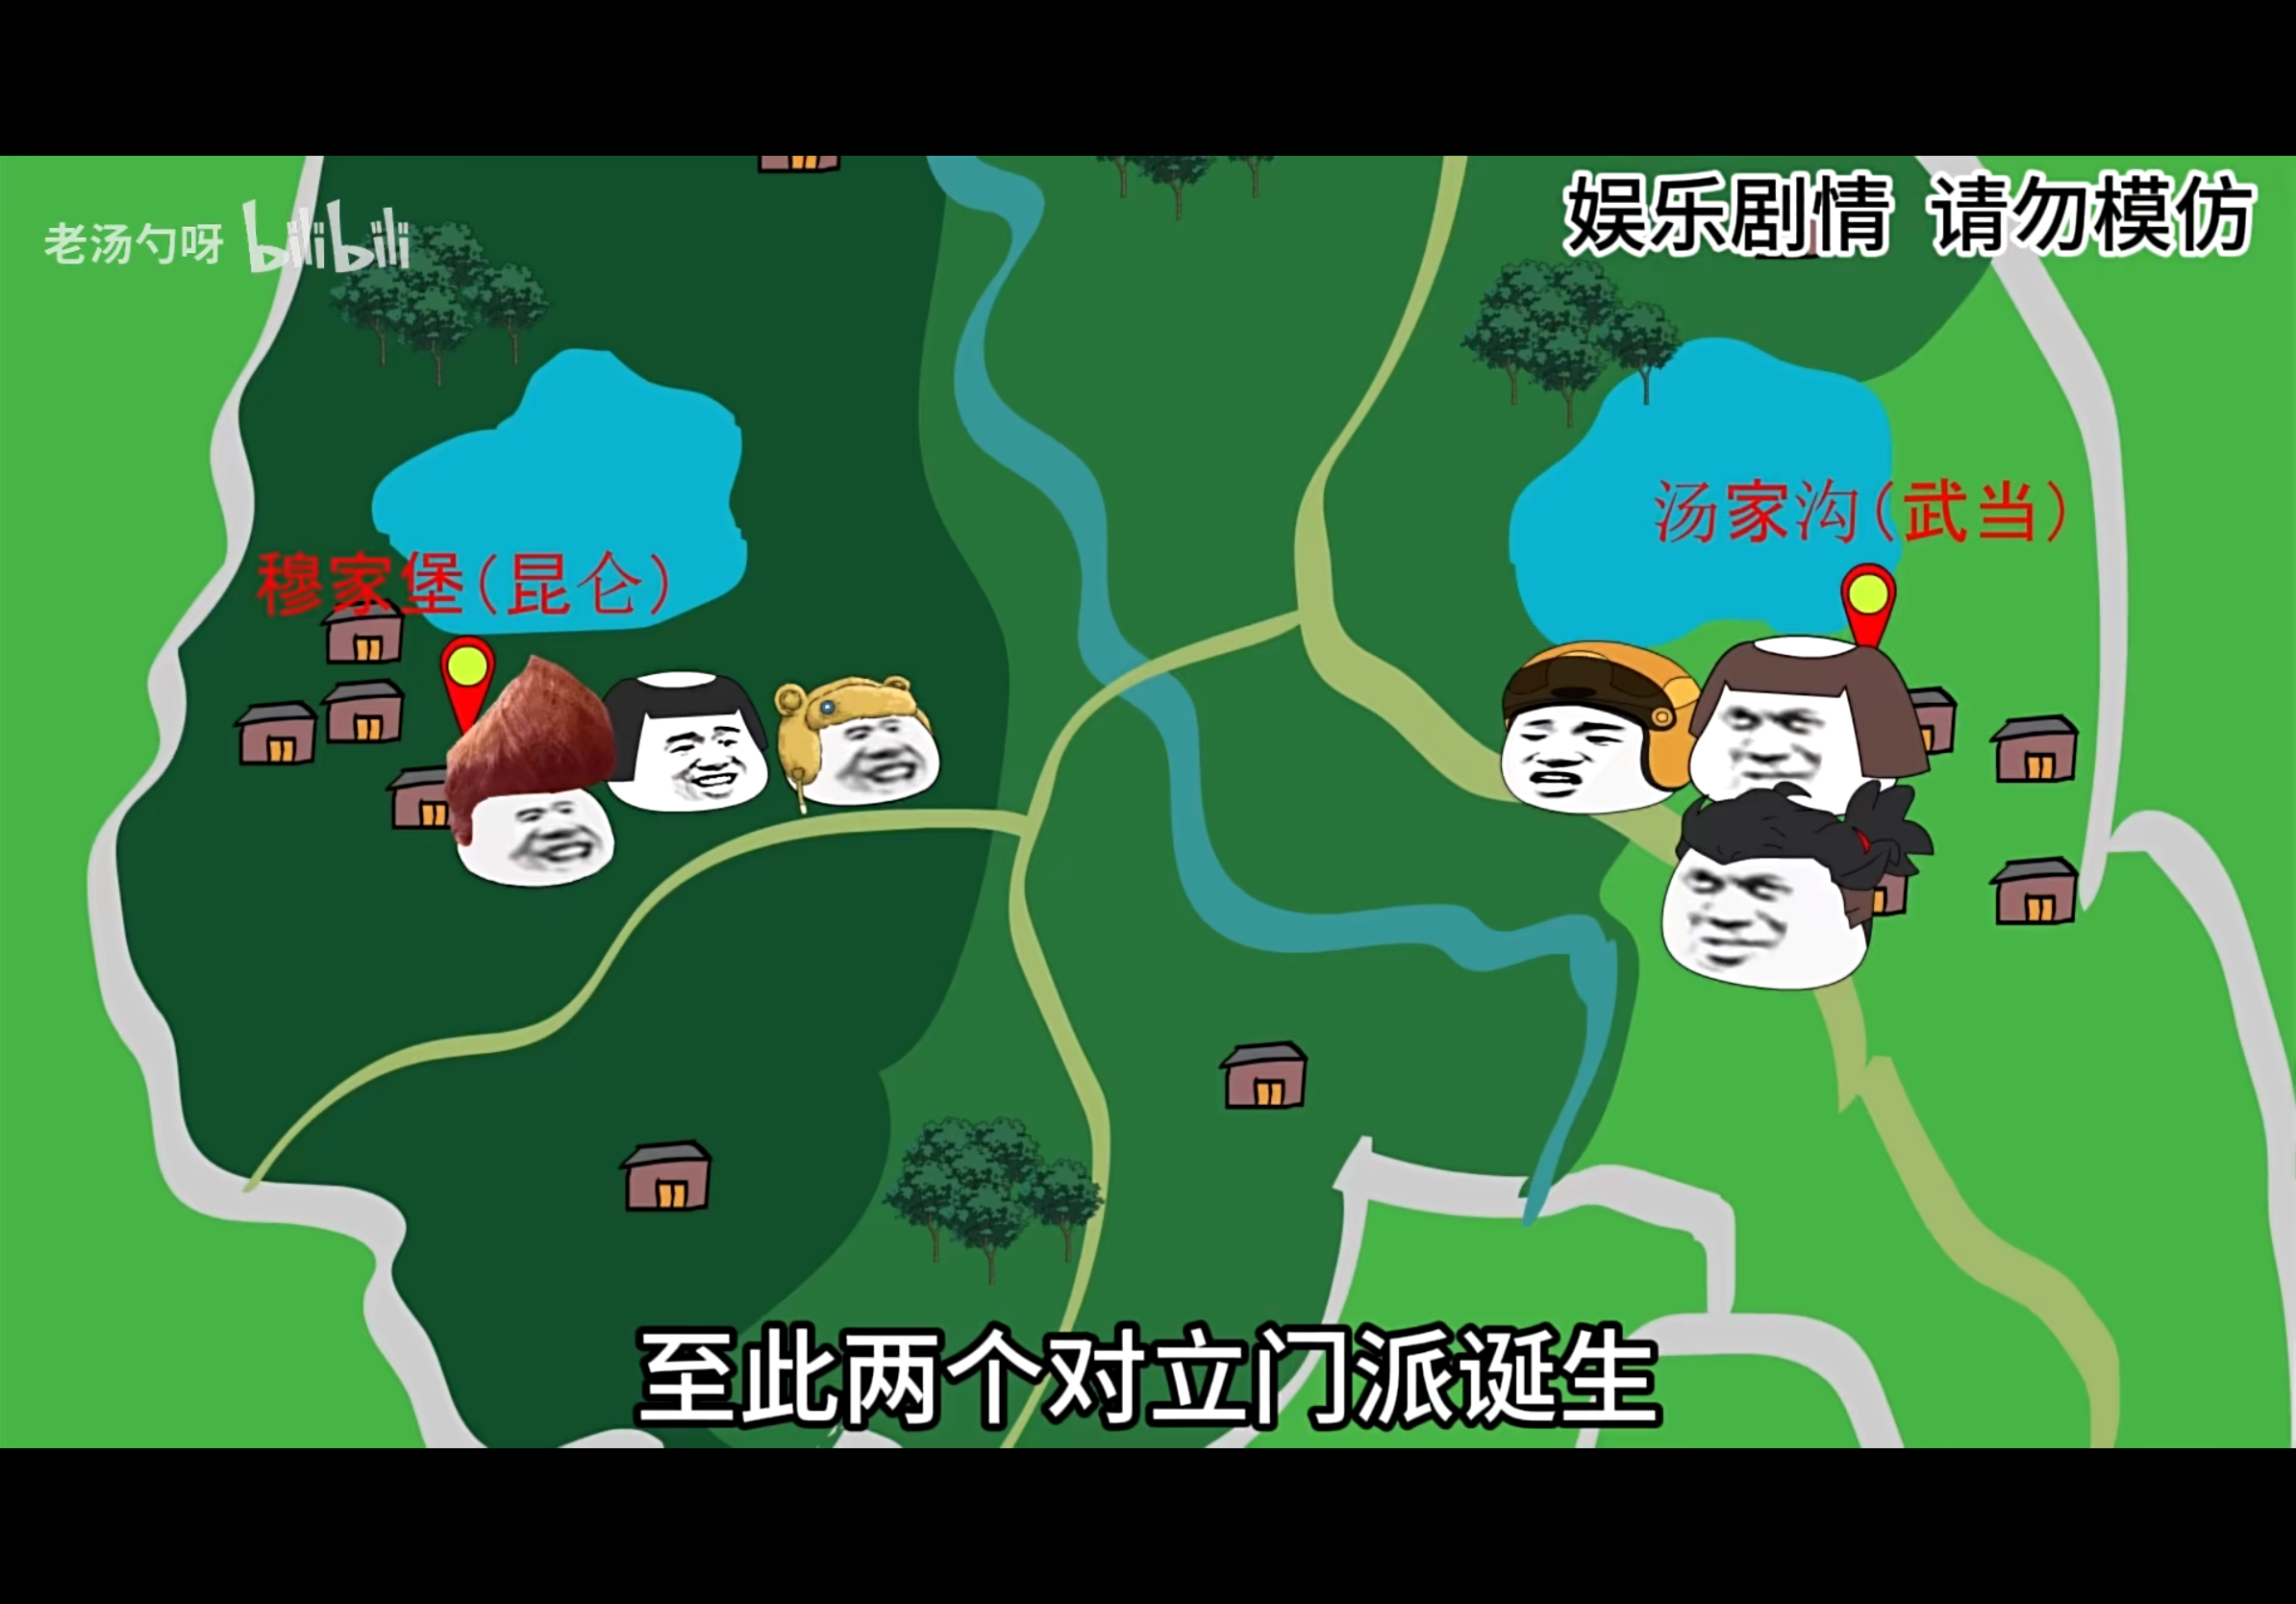 老汤勺呀 bilibili
娱乐剧情 请勿模仿
汤家沟(武当)
穆家堡(昆仑)
至此两个对立门派诞生